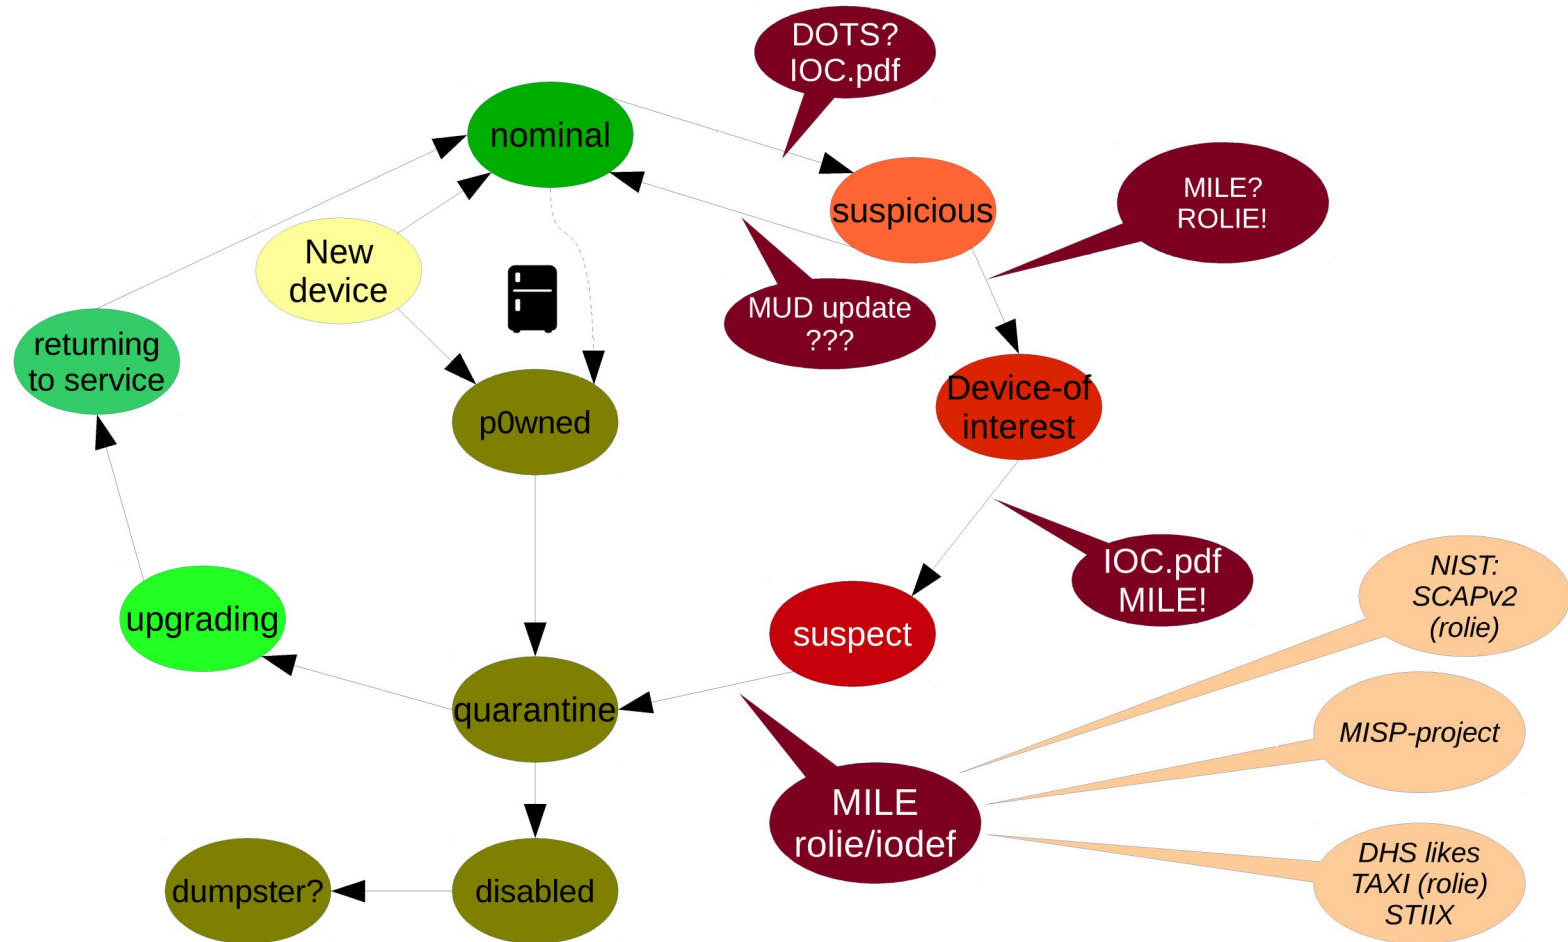 DOTS?
IOC.pdf
nominal
suspicious
MILE?
ROLIE!
New
device
MUD update
???
returning
to service
Device-of
interest
p0wned
IOC.pdf
MILE!
NIST:
SCAPv2
(rolie)
upgrading
suspect
quarantine
MISP-project
MILE
rolie/iodef
DHS likes
TAXI (rolie)
STIIX
dumpster?
disabled